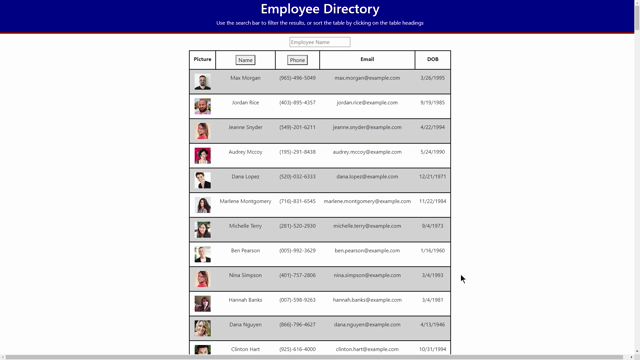 Employee Directory
Use the search bar to filter the results, or sort the table by clicking on the table headings
Employee Name
Picture Name Phone Email DOB
Max Morgan (965)-496-5049 max.morgan@example.com 3/26/1995
Jordan Rice (403)-895-4357 jordan.rice@example.com 9/19/1985
Jeanne Snyder (549)-201-6211 jeanne.snyder@example.com 4/22/1994
Audrey Mccoy (195)-291-8438 audrey.mccoy@example.com 5/24/1990
Dana Lopez (520)-032-6333 dana.lopez@example.com 12/21/1971
Marlene Montgomery (716)-831-6545 marlene.montgomery@example.com 11/22/1984
Michelle Terry (281)-520-2930 michelle.terry@example.com 9/4/1973
Ben Pearson (005)-992-3629 ben.pearson@example.com 1/16/1960
Nina Simpson (401)-757-2806 nina.simpson@example.com 3/4/1993
Hannah Banks (007)-598-9263 hannah.banks@example.com 3/4/1981
Dana Nguyen (866)-796-4627 dana.nguyen@example.com 4/13/1946
Clinton Hart (925)-616-4000 clinton.hart@example.com 10/31/1994